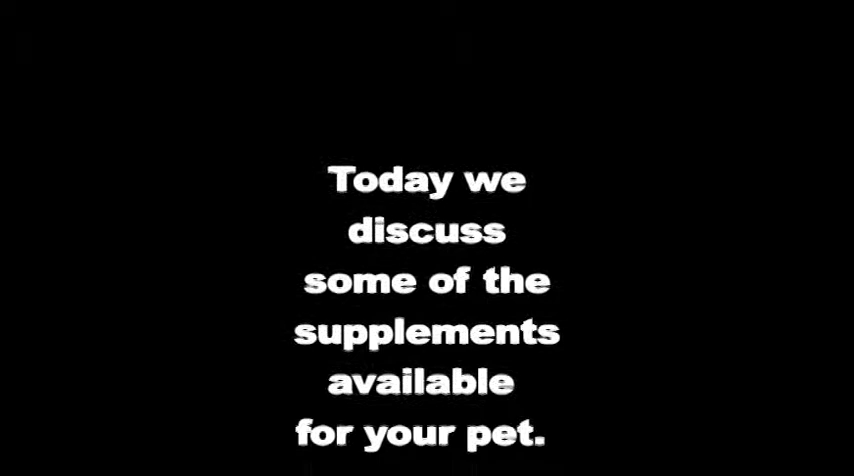 Today we
discuss
some of the
supplements
available
for your pet.